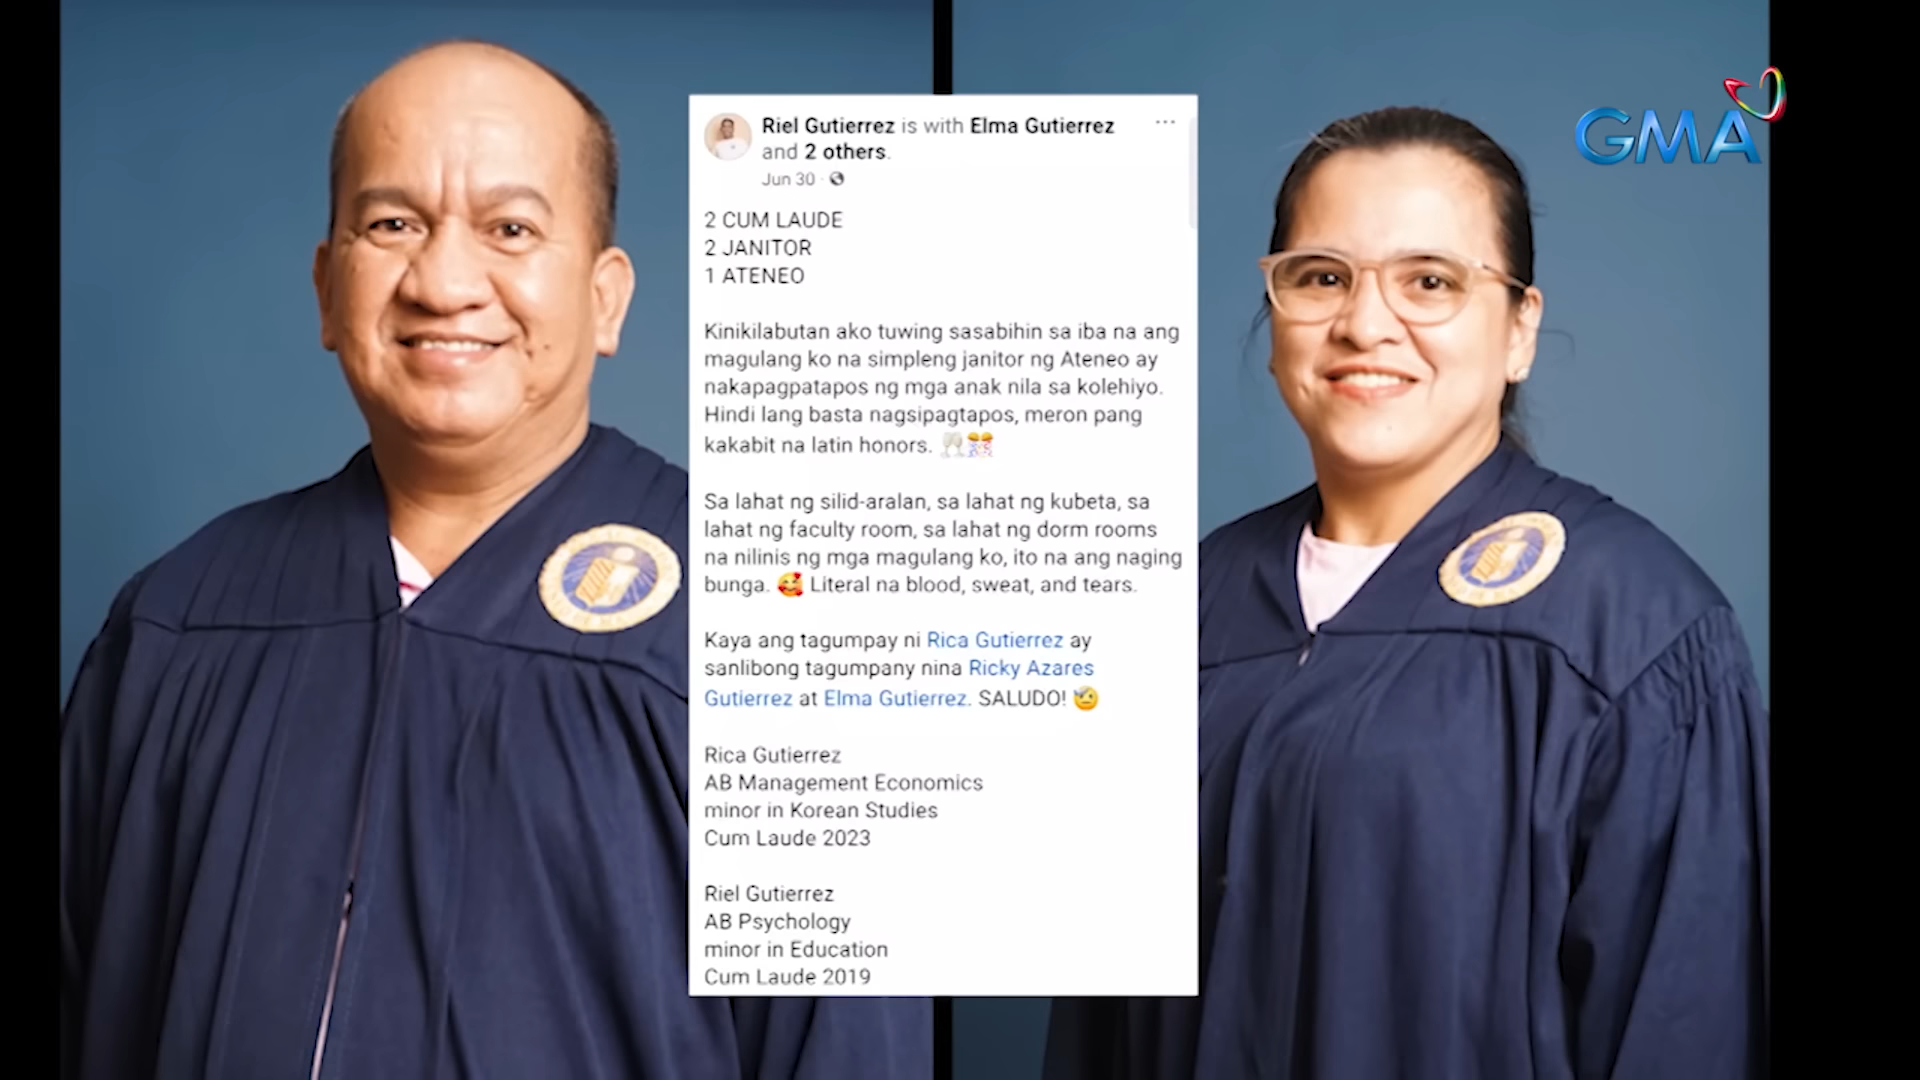 GMA
Riel Gutierrez is with Elma Gutierrez
and 2 others.
Jun 30
2 CUM LAUDE
2 JANITOR
1 ATENEO
Kinikilabutan ako tuwing sasabihin sa iba na ang
magulang ko na simpleng janitor ng Ateneo ay
nakapagpatapos ng mga anak nila sa kolehiyo.
Hindi lang basta nagsipagtapos, meron pang
kakabit na latin honors. 🥂🎊
Sa lahat ng silid-aralan, sa lahat ng kubeta, sa
lahat ng faculty room, sa lahat ng dorm rooms
na nilinis ng mga magulang ko, ito na ang naging
bunga. 🥰 Literal na blood, sweat, and tears.
Kaya ang tagumpay ni Rica Gutierrez ay
sanlibong tagumpany nina Ricky Azares
Gutierrez at Elma Gutierrez. SALUDO! 🫡
Rica Gutierrez
AB Management Economics
minor in Korean Studies
Cum Laude 2023
Riel Gutierrez
AB Psychology
minor in Education
Cum Laude 2019